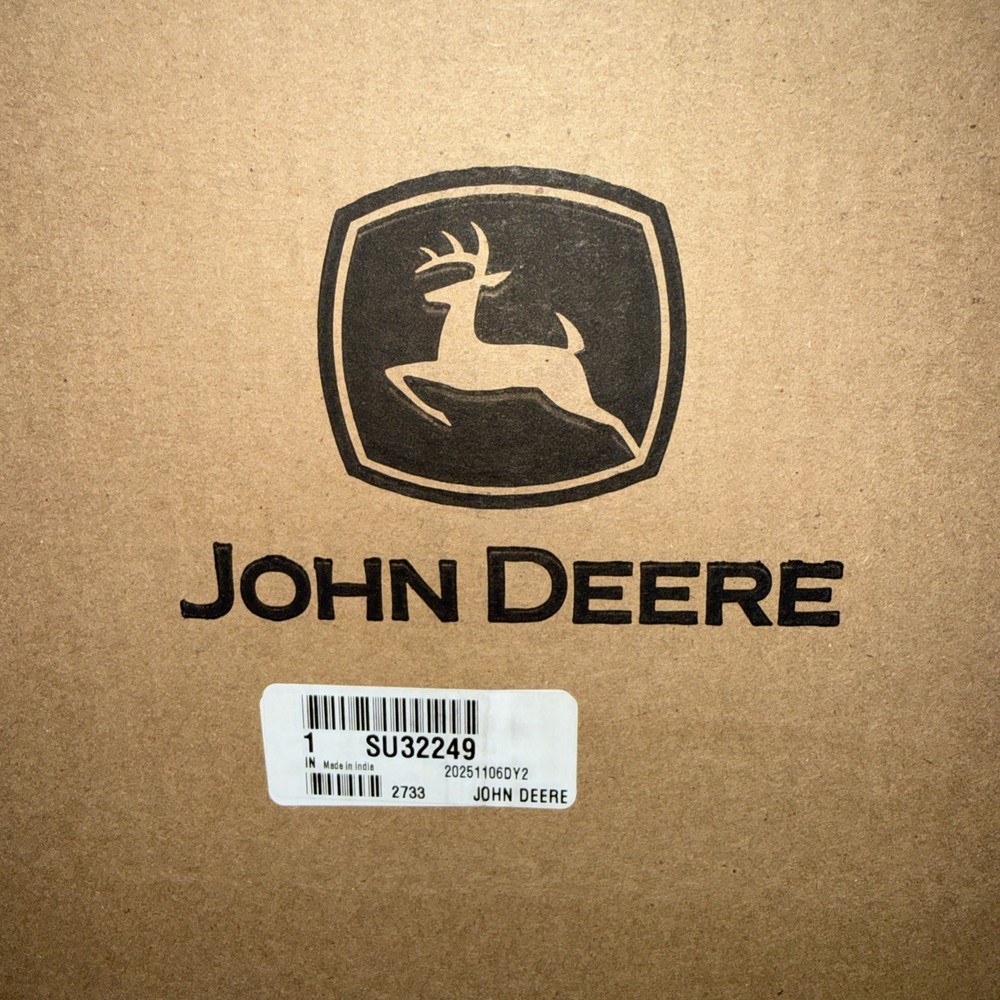 JOHN DEERE
1 SU32249
IN Made in India
20251106DY2
2733 JOHN DEERE